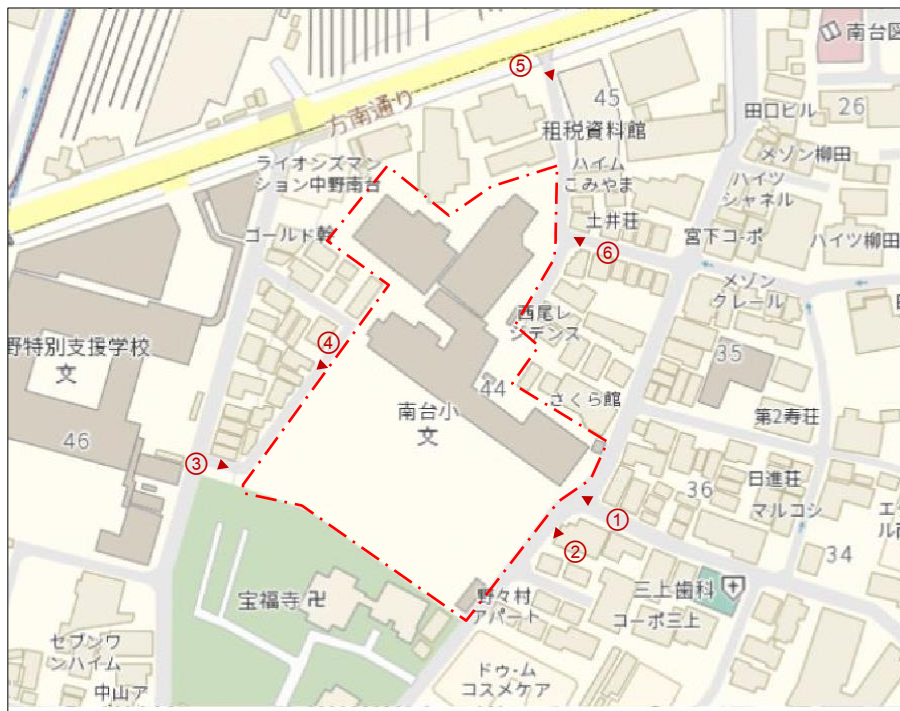 ⑤
方南通り
南台図
45
26
田口ビル
租税資料館
メゾン柳田
ライオンズマン
ション中野南台
ハイム
こみやま
ハイツ
シャネル
土井荘
ゴールド幹
⑥
宮下コーポ
ハイツ柳田
メゾン
クレール
西尾レ
ジデンス
④
野特別支援学校
文
35
44
さくら館
南台小
文
第2寿荘
46
③
日進荘
36
マルコシ
①
エク
ル南
②
34
三上歯科
宝福寺 卍
野々村
アパート
コーポ三上
セブンワ
ンハイム
ドゥ・ム
コスメケア
中山ア